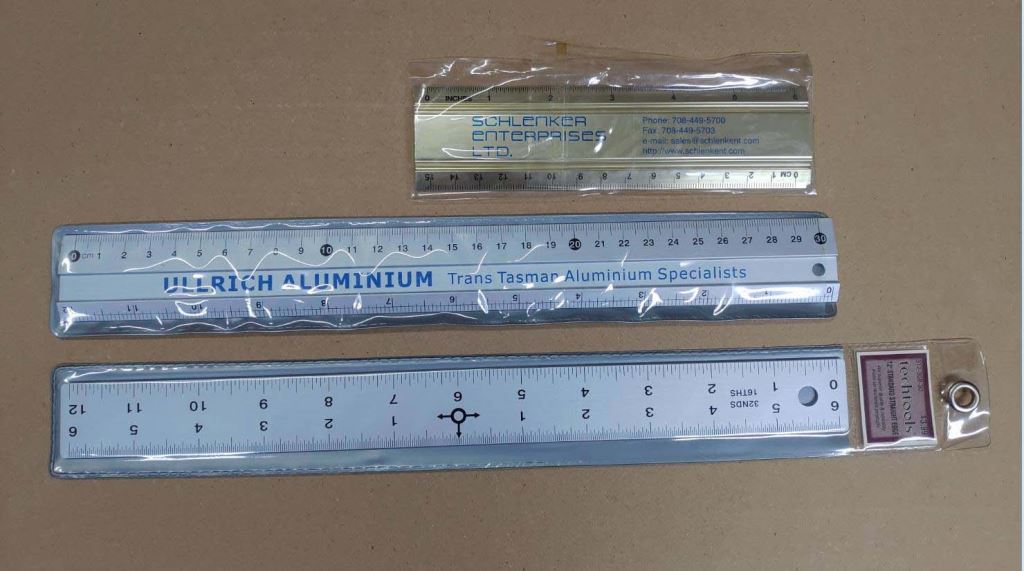 0 INCHES 1 2 3 4 5 6
SCHLENKER
ENTERPRISES
LTD.
Phone: 708-449-5700
Fax: 708-449-5703
e-mail: sales@schlenkent.com
http://www.schlenkent.com
15 14 13 12 11 10 9 8 7 6 5 4 3 2 1 0 CM
0 cm 1 2 3 4 5 6 7 8 9 10 11 12 13 14 15 16 17 18 19 20 21 22 23 24 25 26 27 28 29 30
ULLRICH ALUMINIUM Trans Tasman Aluminium Specialists
12 11 10 9 8 7 6 5 4 3 2 1 0
12 11 10 9 8 7 6 5 4 3 2 1 0
32NDS
16THS
6 5 4 3 2 1 1 2 3 4 5 6
techtools
12" STANDARD STRAIGHT EDGE